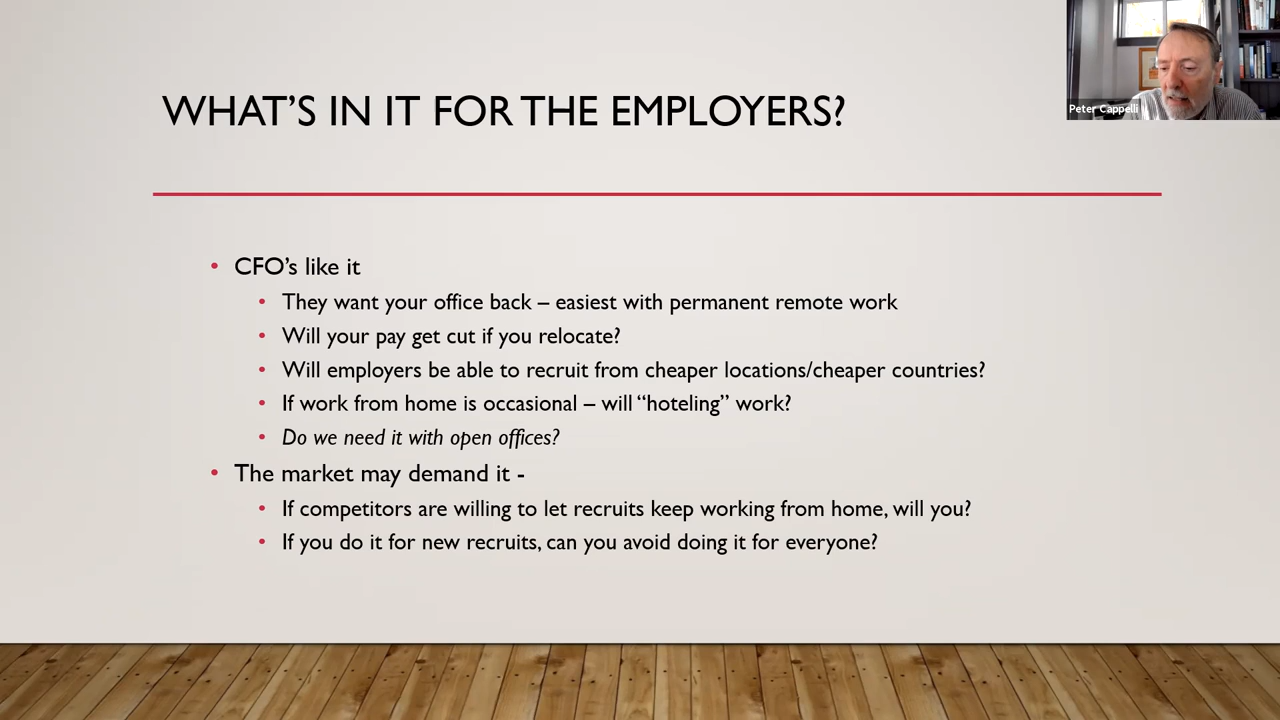 WHAT'S IN IT FOR THE EMPLOYERS?
Peter Cappelli
• CFO's like it
• They want your office back – easiest with permanent remote work
• Will your pay get cut if you relocate?
• Will employers be able to recruit from cheaper locations/cheaper countries?
• If work from home is occasional – will “hoteling” work?
• Do we need it with open offices?
• The market may demand it -
• If competitors are willing to let recruits keep working from home, will you?
• If you do it for new recruits, can you avoid doing it for everyone?